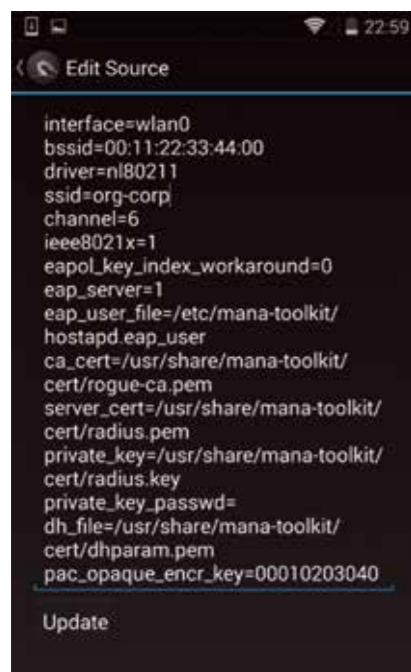 22:59
Edit Source
interface=wlan0
bssid=00:11:22:33:44:00
driver=nl80211
ssid=org-corp
channel=6
ieee8021x=1
eapol_key_index_workaround=0
eap_server=1
eap_user_file=/etc/mana-toolkit/
hostapd.eap_user
ca_cert=/usr/share/mana-toolkit/
cert/rogue-ca.pem
server_cert=/usr/share/mana-toolkit/
cert/radius.pem
private_key=/usr/share/mana-toolkit/
cert/radius.key
private_key_passwd=
dh_file=/usr/share/mana-toolkit/
cert/dhparam.pem
pac_opaque_encr_key=00010203040
Update